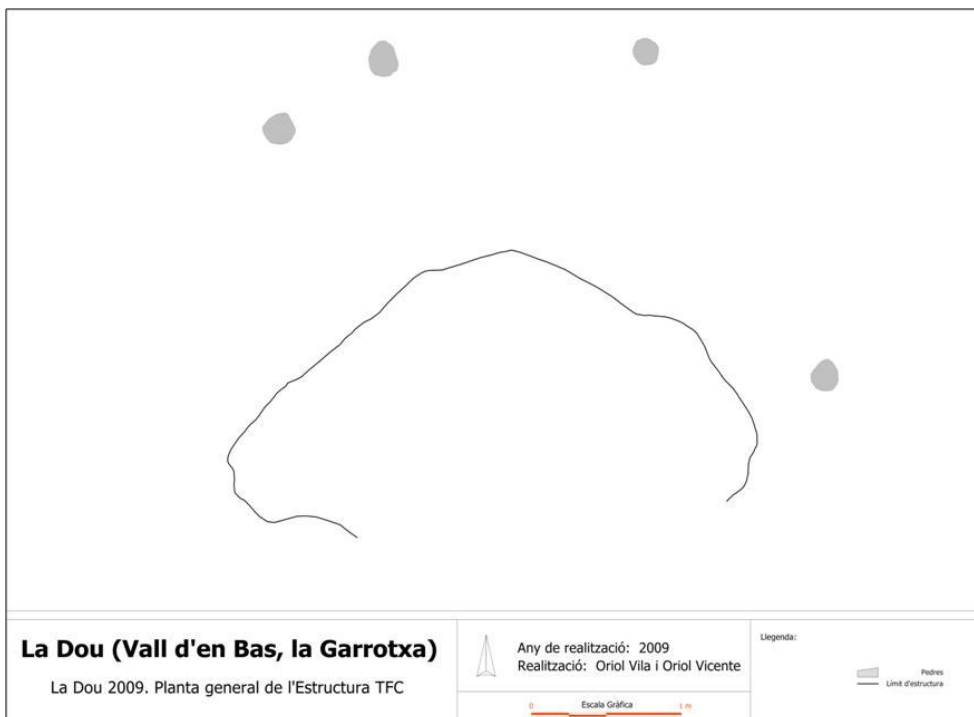 La Dou (Vall d'en Bas, la Garrotxa)
La Dou 2009. Planta general de l'Estructura TFC
Any de realització: 2009
Realització: Oriol Vila i Oriol Vicente
0 Escala Gràfica 1 m
Llegenda:
Pedres
Límit d'estructura